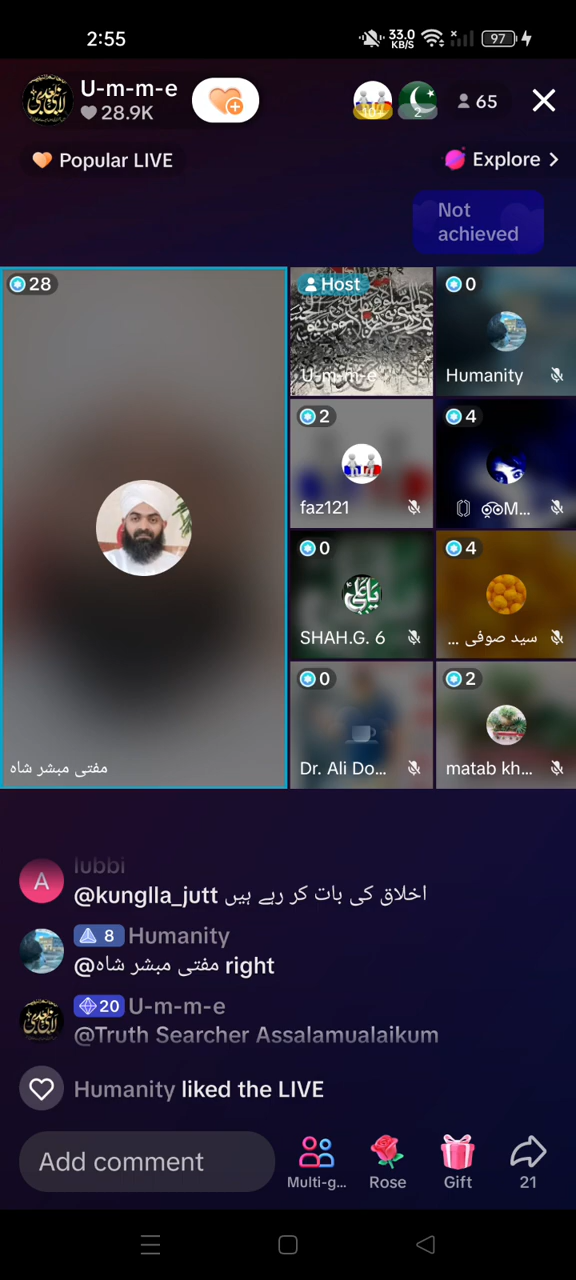 2:55
33.0
KB/S
97
U-m-m-e
28.9K
10+
2
65
Popular LIVE
Explore >
Not
achieved
28
مفتی مبشر شاہ
Host
U-m-m-e
0
Humanity
2
faz121
4
M...
0
SHAH.G. 6
4
سید صوفی ...
0
Dr. Ali Do...
2
matab kh...
A
lubbi
@kunglla_jutt اخلاق کی بات کر رہے ہیں
8 Humanity
@مفتی مبشر شاہ right
20 U-m-m-e
@Truth Searcher Assalamualaikum
Humanity liked the LIVE
Add comment
Multi-g...
Rose
Gift
21